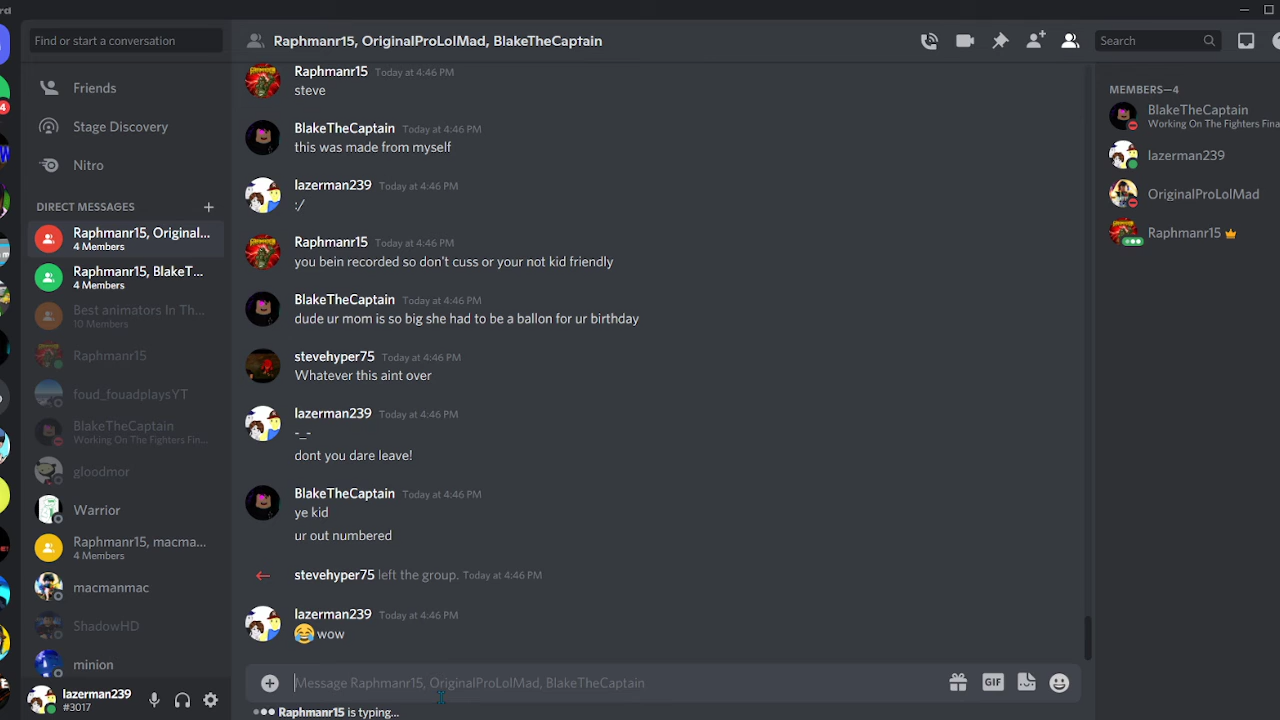 rd
Find or start a conversation
Friends
Stage Discovery
Nitro
DIRECT MESSAGES
Raphmanr15, Original...
4 Members
Raphmanr15, BlakeT...
4 Members
Best animators In Th...
10 Members
Raphmanr15
foud_fouadplaysYT
BlakeTheCaptain
Working On The Fighters Fin...
gloodmor
Warrior
Raphmanr15, macma...
4 Members
macmanmac
ShadowHD
minion
lazerman239
#3017
Raphmanr15, OriginalProLolMad, BlakeTheCaptain
Search
Raphmanr15 Today at 4:46 PM
steve
BlakeTheCaptain Today at 4:46 PM
this was made from myself
lazerman239 Today at 4:46 PM
:/
Raphmanr15 Today at 4:46 PM
you bein recorded so don't cuss or your not kid friendly
BlakeTheCaptain Today at 4:46 PM
dude ur mom is so big she had to be a ballon for ur birthday
stevehyper75 Today at 4:46 PM
Whatever this aint over
lazerman239 Today at 4:46 PM
-_-
dont you dare leave!
BlakeTheCaptain Today at 4:46 PM
ye kid
ur out numbered
stevehyper75 left the group. Today at 4:46 PM
lazerman239 Today at 4:46 PM
😂 wow
Message Raphmanr15, OriginalProLolMad, BlakeTheCaptain
GIF
Raphmanr15 is typing...
MEMBERS—4
BlakeTheCaptain
Working On The Fighters Fina
lazerman239
OriginalProLolMad
Raphmanr15
4